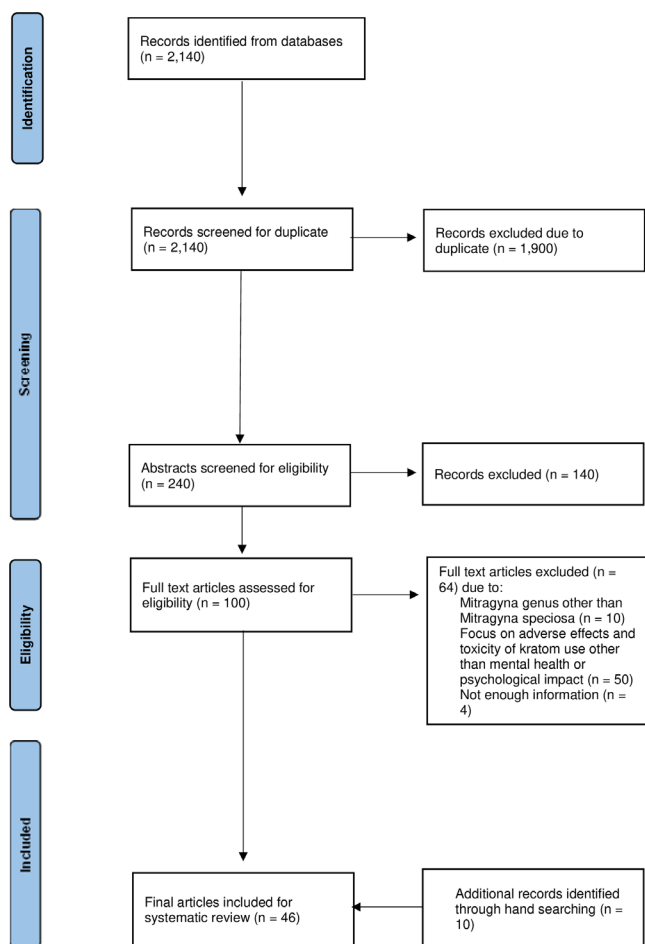 Identification
Records identified from databases
(n = 2,140)
Screening
Records screened for duplicate
(n = 2,140)
Records excluded due to
duplicate (n = 1,900)
Abstracts screened for eligibility
(n = 240)
Records excluded (n = 140)
Eligibility
Full text articles assessed for
eligibility (n = 100)
Full text articles excluded (n =
64) due to:
Mitragyna genus other than
Mitragyna speciosa (n = 10)
Focus on adverse effects and
toxicity of kratom use other
than mental health or
psychological impact (n = 50)
Not enough information (n =
4)
Included
Final articles included for
systematic review (n = 46)
Additional records identified
through hand searching (n =
10)